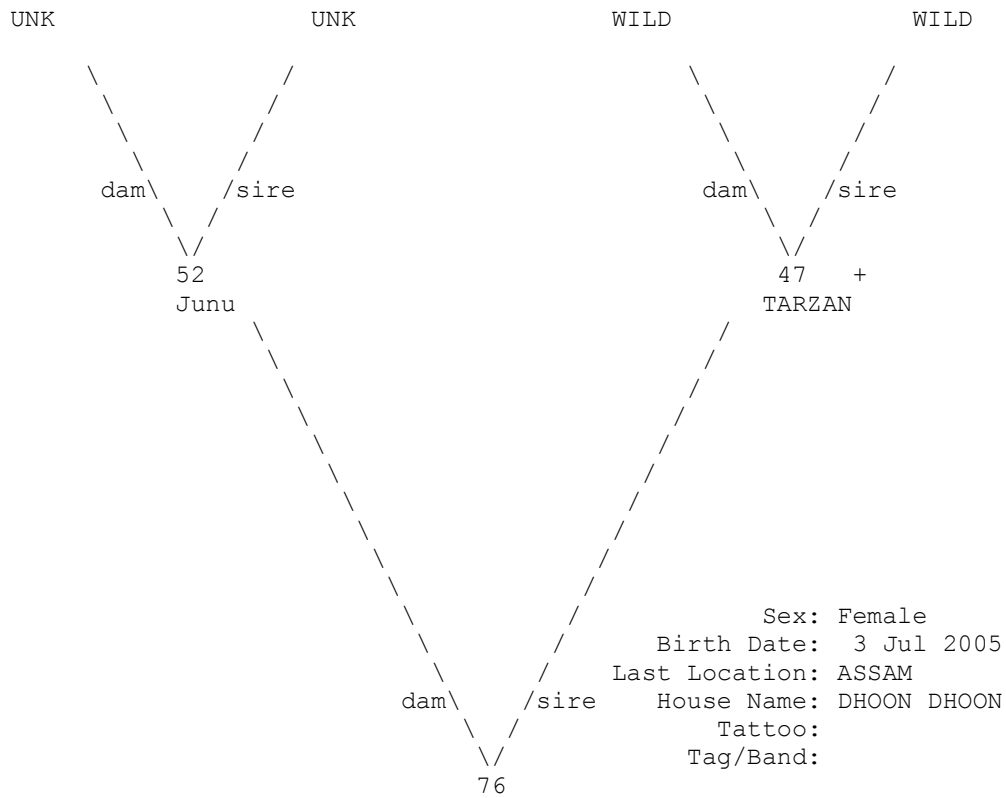 UNK UNK WILD WILD
dam\ /sire dam\ /sire
52 47 +
Junu TARZAN
Sex: Female
Birth Date: 3 Jul 2005
Last Location: ASSAM
dam\ /sire House Name: DHOON DHOON
Tattoo:
Tag/Band:
76